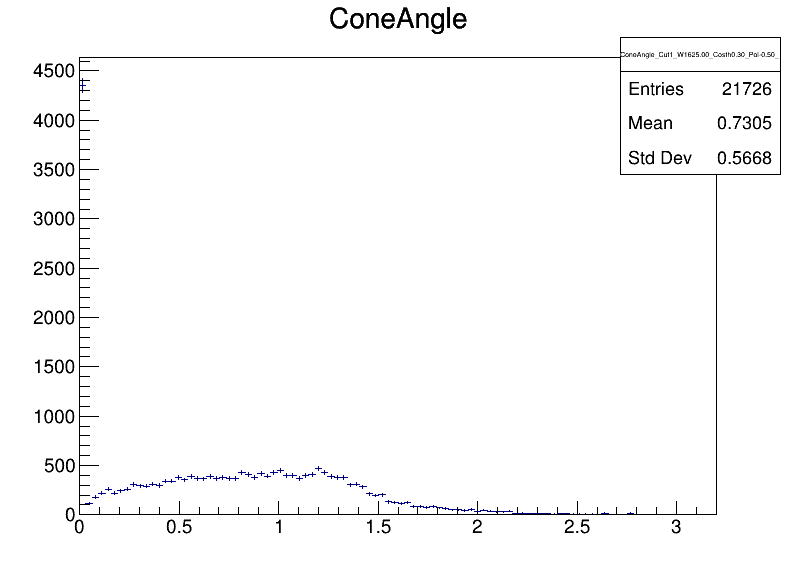 ConeAngle
ConeAngle_Cut1_W1625.00_Costh0.30_Pol-0.50_
Entries 21726
Mean 0.7305
Std Dev 0.5668
4500
4000
3500
3000
2500
2000
1500
1000
500
0
0 0.5 1 1.5 2 2.5 3